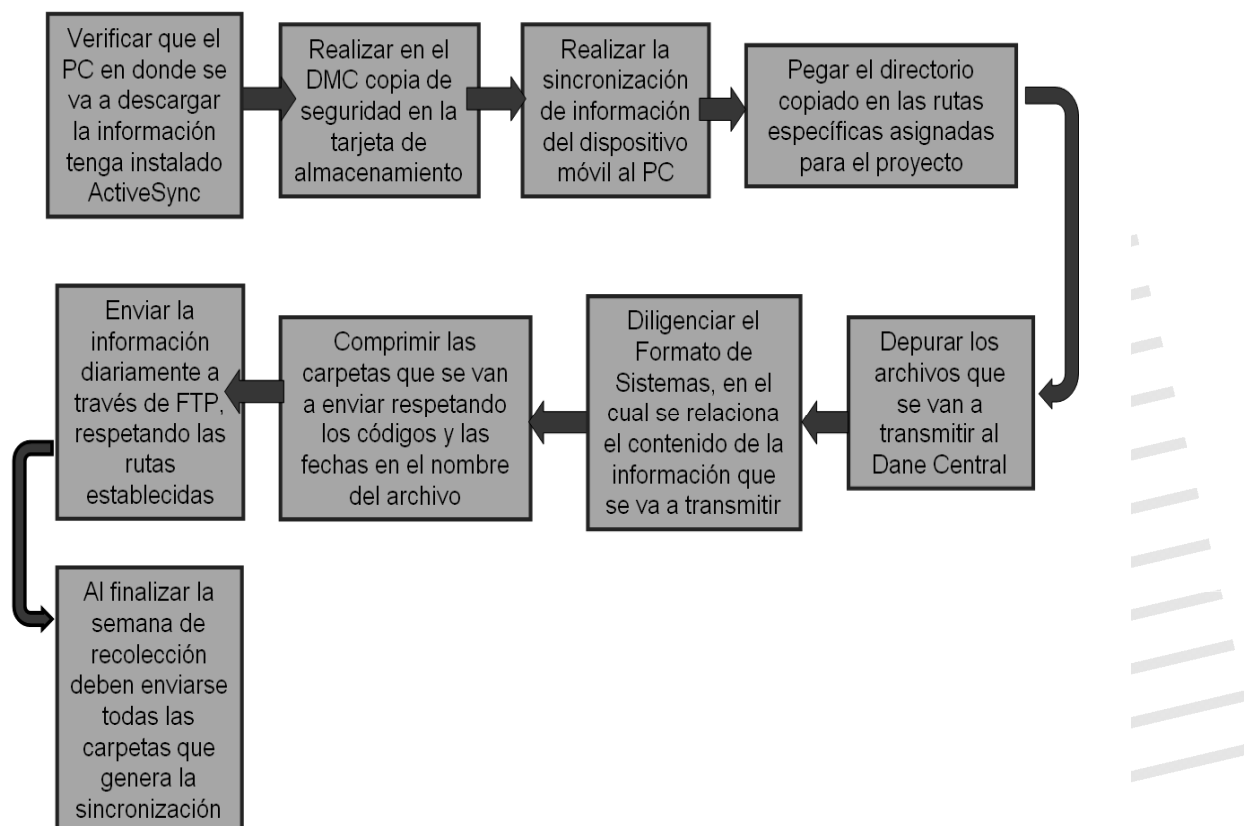 Verificar que el
PC en donde se
va a descargar
la información
tenga instalado
ActiveSync
Realizar en el
DMC copia de
seguridad en la
tarjeta de
almacenamiento
Realizar la
sincronización
de información
del dispositivo
móvil al PC
Pegar el directorio
copiado en las rutas
específicas asignadas
para el proyecto
Depurar los
archivos que
se van a
transmitir al
Dane Central
Diligenciar el
Formato de
Sistemas, en el
cual se relaciona
el contenido de la
información que
se va a transmitir
Comprimir las
carpetas que se van
a enviar respetando
los códigos y las
fechas en el nombre
del archivo
Enviar la
información
diariamente a
través de FTP,
respetando las
rutas
establecidas
Al finalizar la
semana de
recolección
deben enviarse
todas las
carpetas que
genera la
sincronización